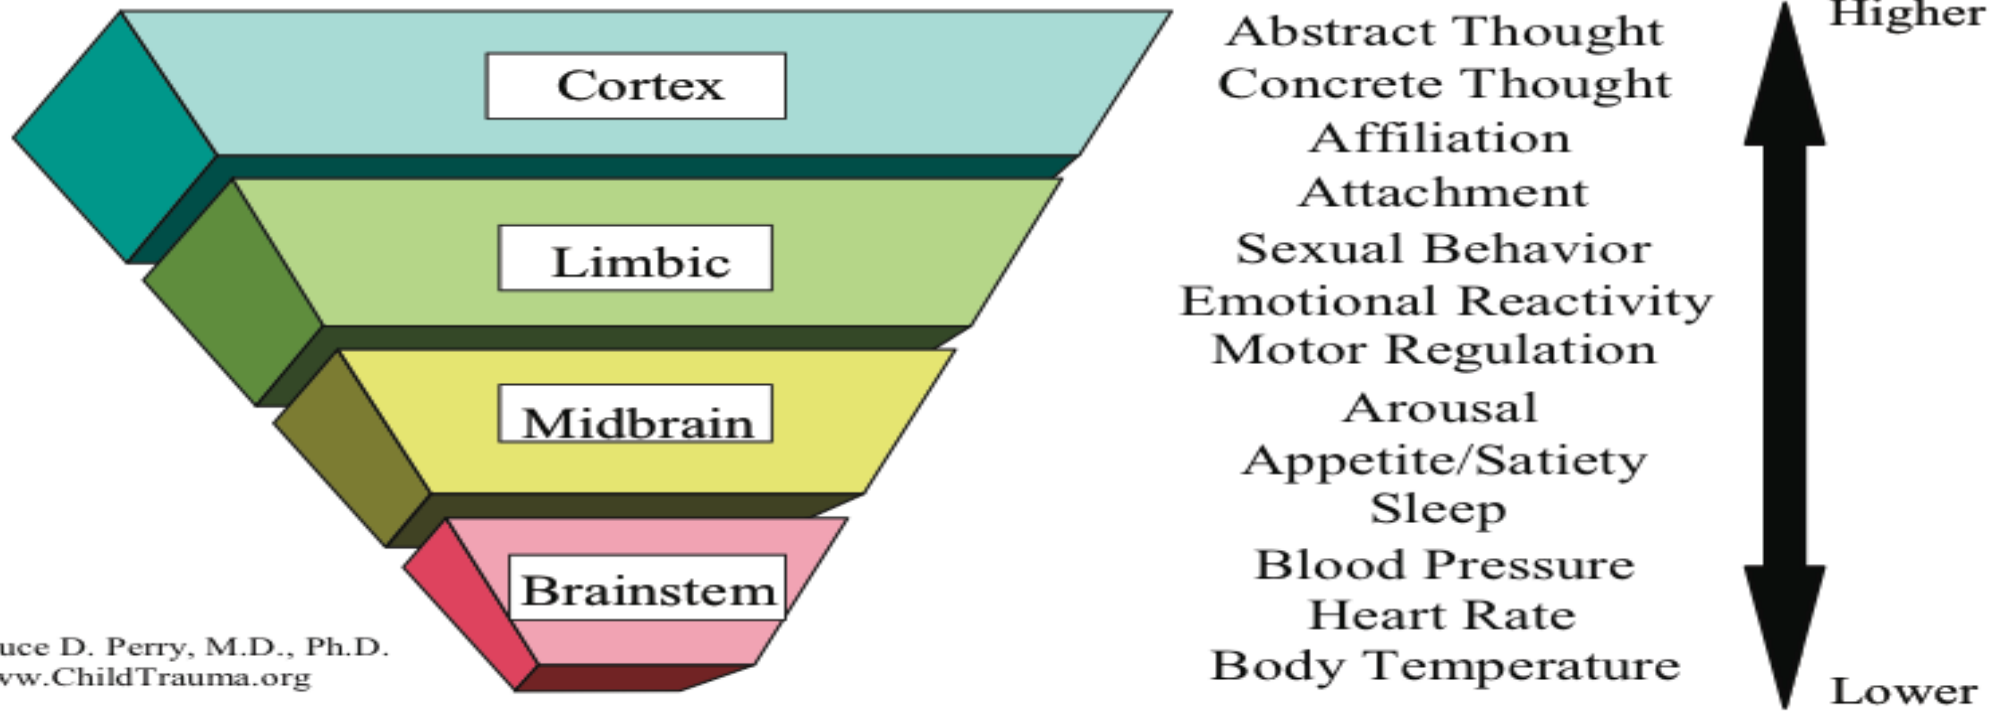 Higher
Abstract Thought
Cortex
Concrete Thought
Affiliation
Attachment
Limbic
Sexual Behavior
Emotional Reactivity
Motor Regulation
Midbrain
Arousal
Appetite/Satiety
Sleep
Brainstem
Blood Pressure
Heart Rate
Body Temperature
uce D. Perry, M.D., Ph.D.
ww.ChildTrauma.org
Lower